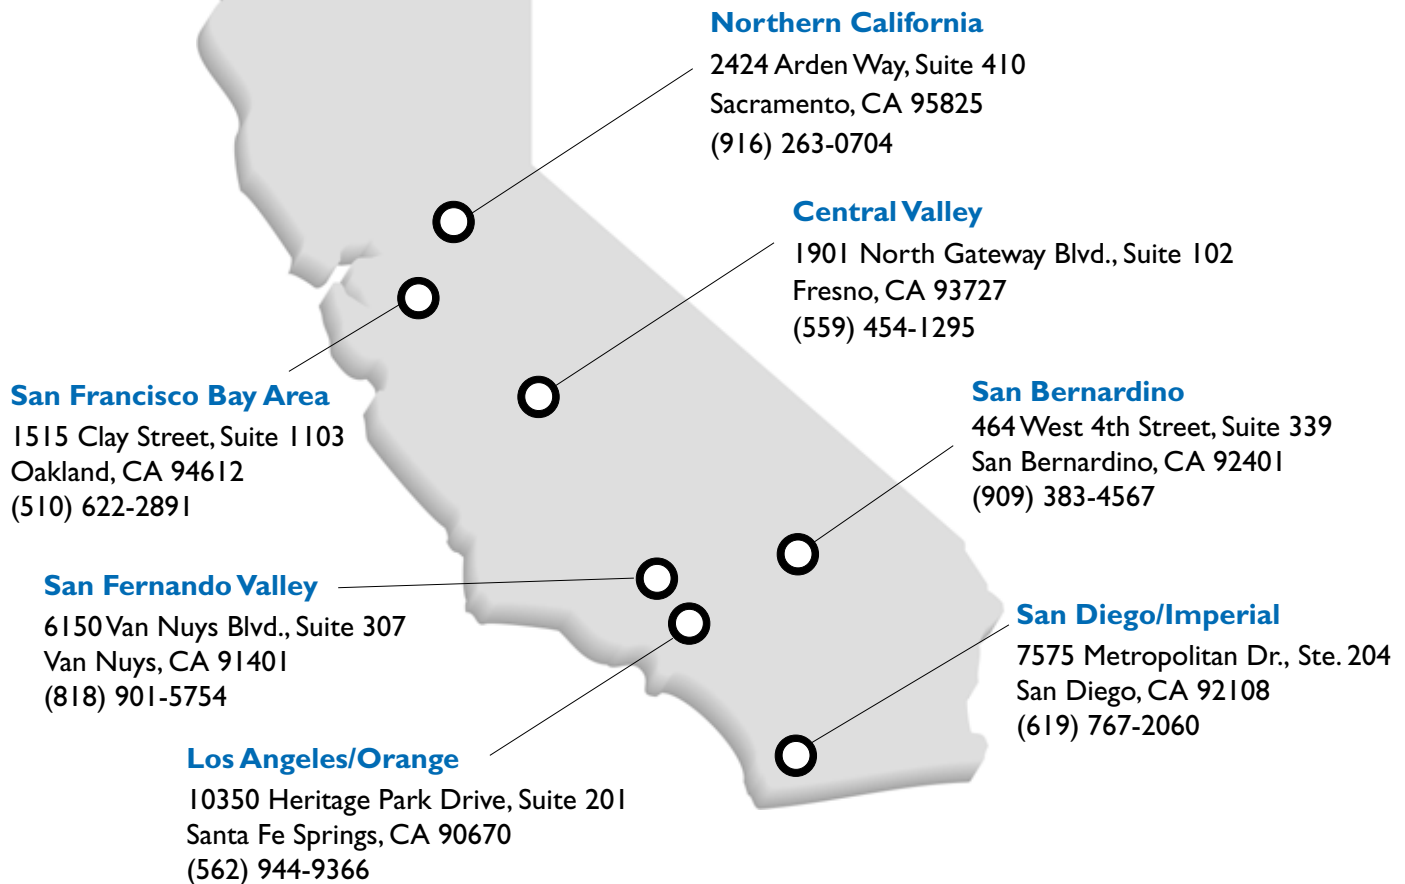 Northern California
2424 Arden Way, Suite 410
Sacramento, CA 95825
(916) 263-0704
Central Valley
1901 North Gateway Blvd., Suite 102
Fresno, CA 93727
(559) 454-1295
San Francisco Bay Area
1515 Clay Street, Suite 1103
Oakland, CA 94612
(510) 622-2891
San Bernardino
464 West 4th Street, Suite 339
San Bernardino, CA 92401
(909) 383-4567
San Fernando Valley
6150 Van Nuys Blvd., Suite 307
Van Nuys, CA 91401
(818) 901-5754
San Diego/Imperial
7575 Metropolitan Dr., Ste. 204
San Diego, CA 92108
(619) 767-2060
Los Angeles/Orange
10350 Heritage Park Drive, Suite 201
Santa Fe Springs, CA 90670
(562) 944-9366